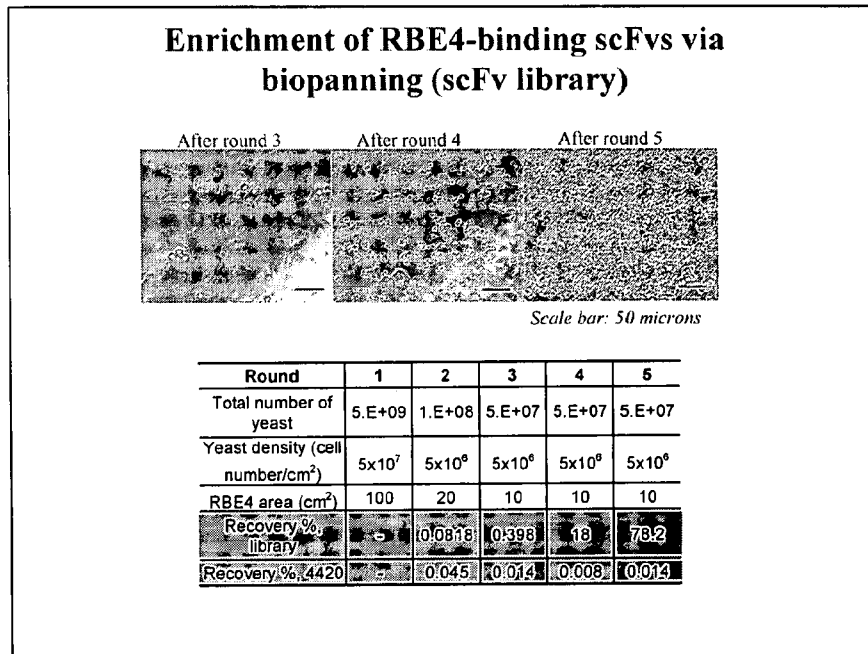 Enrichment of RBE4-binding scFvs via
biopanning (scFv library)
After round 3 After round 4 After round 5
Scale bar: 50 microns
Round 1 2 3 4 5
Total number of
yeast 5.E+09 1.E+08 5.E+07 5.E+07 5.E+07
Yeast density (cell
number/cm²) 5x10⁷ 5x10⁶ 5x10⁶ 5x10⁶ 5x10⁶
RBE4 area (cm²) 100 20 10 10 10
Recovery %,
library - 0.0818 0.398 18 78.2
Recovery %, 4420 - 0.045 0.014 0.008 0.014